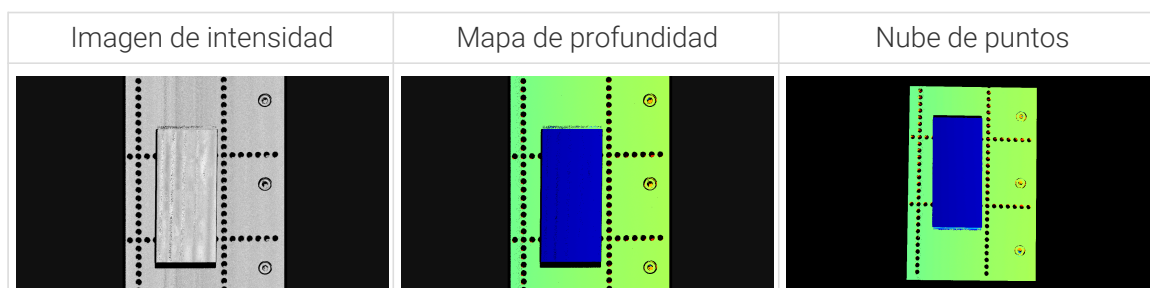 Imagen de intensidad
Mapa de profundidad
Nube de puntos